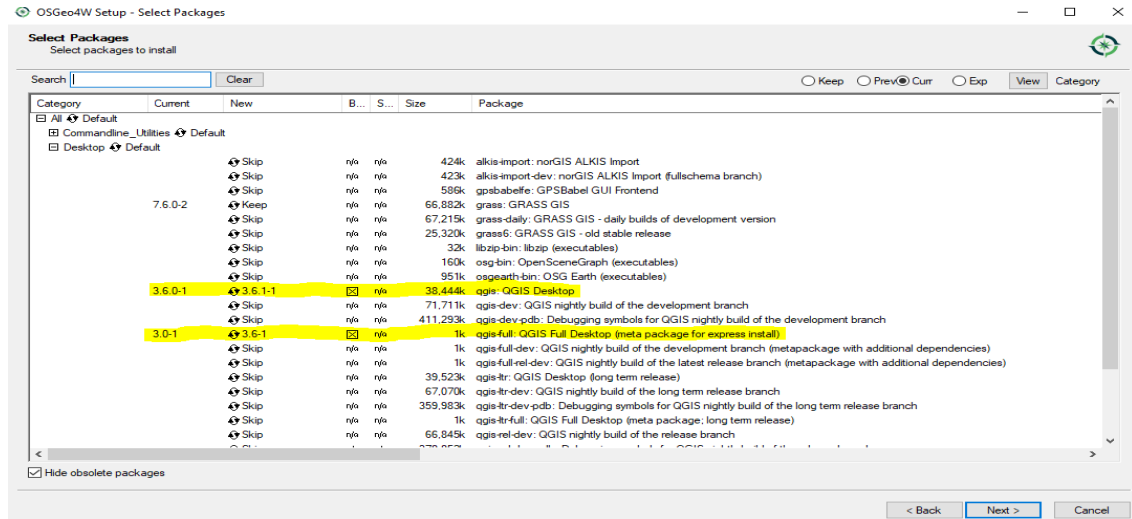 OSGeo4W Setup - Select Packages
Select Packages
Select packages to install
Search Clear Keep Prev Curr Exp View Category
Category Current New B... S... Size Package
All Default
Commandline_Utilities Default
Desktop Default
Skip n/a n/a 424k alkis-import: norGIS ALKIS Import
Skip n/a n/a 423k alkis-import-dev: norGIS ALKIS Import (fullschema branch)
Skip n/a n/a 586k gpsbabelfe: GPSBabel GUI Frontend
7.6.0-2 Keep n/a n/a 66,882k grass: GRASS GIS
Skip n/a n/a 67,215k grass-daily: GRASS GIS - daily builds of development version
Skip n/a n/a 25,320k grass6: GRASS GIS - old stable release
Skip n/a n/a 32k libzip-bin: libzip (executables)
Skip n/a n/a 160k osg-bin: OpenSceneGraph (executables)
Skip n/a n/a 951k osgearth-bin: OSG Earth (executables)
3.6.0-1 3.6.1-1 n/a 38,444k qgis: QGIS Desktop
Skip n/a n/a 71,711k qgis-dev: QGIS nightly build of the development branch
Skip n/a n/a 411,293k qgis-dev-pdb: Debugging symbols for QGIS nightly build of the development branch
3.0-1 3.6-1 n/a 1k qgis-full: QGIS Full Desktop (meta package for express install)
Skip n/a n/a 1k qgis-full-dev: QGIS nightly build of the development branch (metapackage with additional dependencies)
Skip n/a n/a 1k qgis-full-rel-dev: QGIS nightly build of the latest release branch (metapackage with additional dependencies)
Skip n/a n/a 39,523k qgis-ltr: QGIS Desktop (long term release)
Skip n/a n/a 67,070k qgis-ltr-dev: QGIS nightly build of the long term release branch
Skip n/a n/a 359,983k qgis-ltr-dev-pdb: Debugging symbols for QGIS nightly build of the long term release branch
Skip n/a n/a 1k qgis-ltr-full: QGIS Full Desktop (meta package; long term release)
Skip n/a n/a 66,845k qgis-rel-dev: QGIS nightly build of the release branch
Hide obsolete packages
< Back Next > Cancel